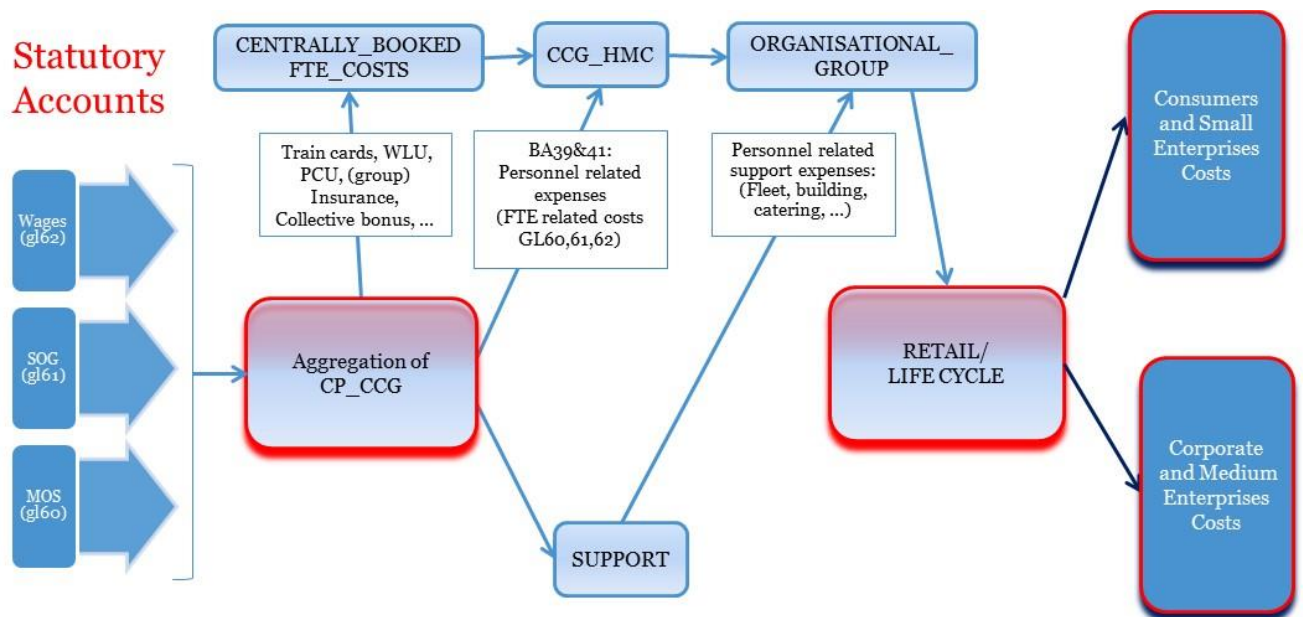 Statutory
Accounts
CENTRALLY_BOOKED
FTE_COSTS
CCG_HMC
ORGANISATIONAL_
GROUP
Train cards, WLU,
PCU, (group)
Insurance,
Collective bonus, ...
BA39&41:
Personnel related
expenses
(FTE related costs
GL60,61,62)
Personnel related
support expenses:
(Fleet, building,
catering, ...)
Wages
(gl62)
SOG
(gl61)
MOS
(gl60)
Aggregation of
CP_CCG
SUPPORT
RETAIL/
LIFE CYCLE
Consumers
and Small
Enterprises
Costs
Corporate
and Medium
Enterprises
Costs